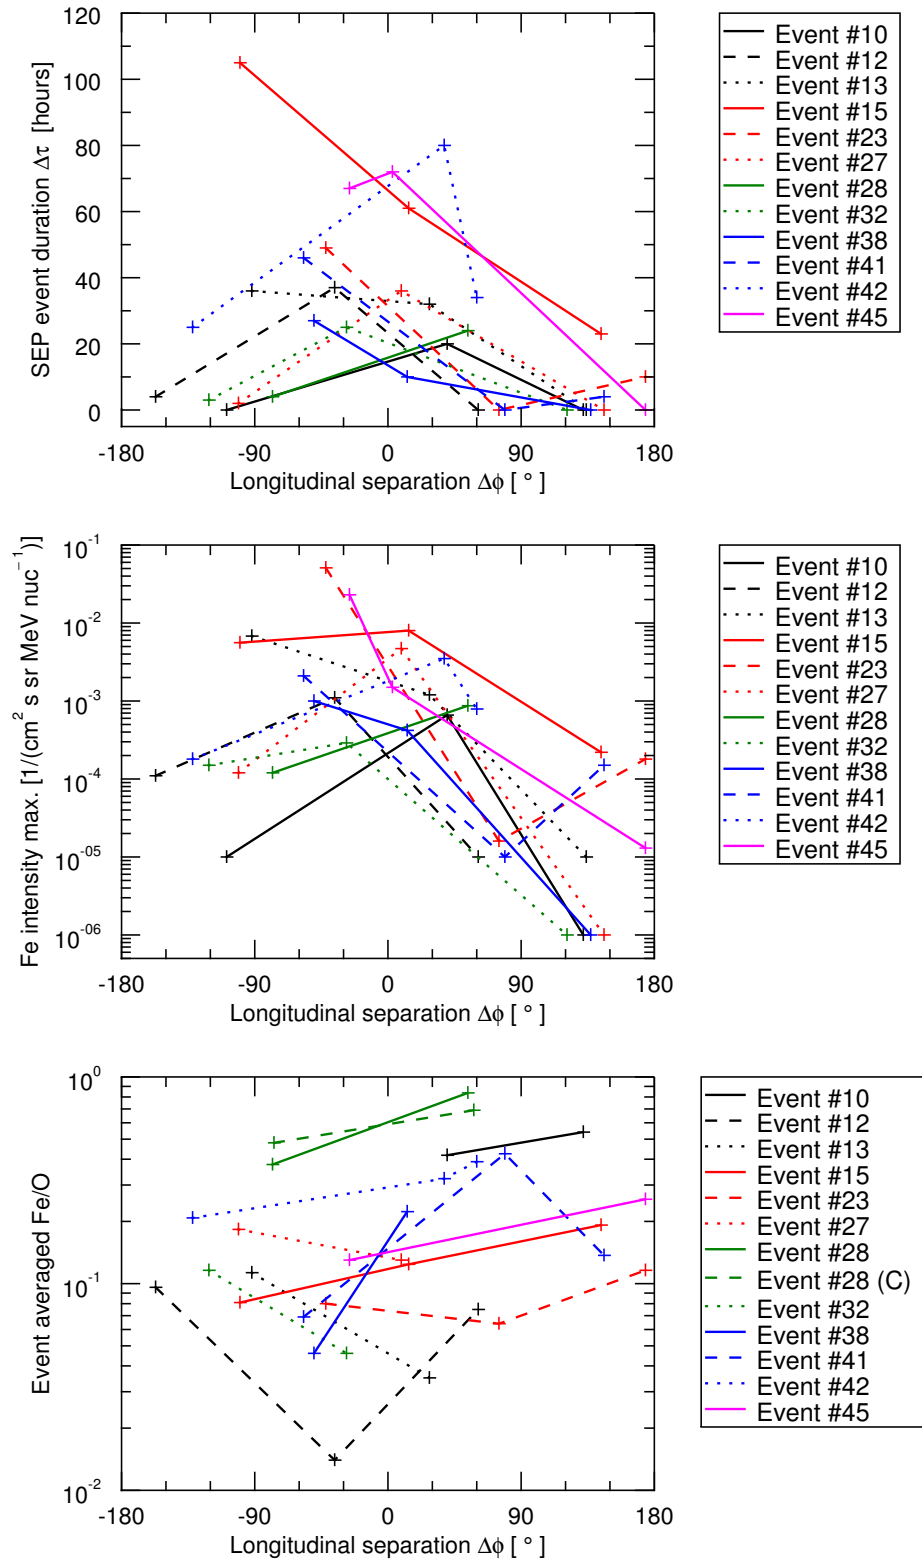 120
100
80
60
40
20
0
SEP event duration Δτ [hours]
-180 -90 0 90 180
Longitudinal separation Δϕ [ ° ]
Event #10
Event #12
Event #13
Event #15
Event #23
Event #27
Event #28
Event #32
Event #38
Event #41
Event #42
Event #45
10⁻¹
10⁻²
10⁻³
10⁻⁴
10⁻⁰⁵
10⁻⁰⁶
Fe intensity max. [1/(cm² s sr MeV nuc⁻¹)]
-180 -90 0 90 180
Longitudinal separation Δϕ [ ° ]
Event #10
Event #12
Event #13
Event #15
Event #23
Event #27
Event #28
Event #32
Event #38
Event #41
Event #42
Event #45
10⁰
10⁻¹
10⁻²
Event averaged Fe/O
-180 -90 0 90 180
Longitudinal separation Δϕ [ ° ]
Event #10
Event #12
Event #13
Event #15
Event #23
Event #27
Event #28
Event #28 (C)
Event #32
Event #38
Event #41
Event #42
Event #45